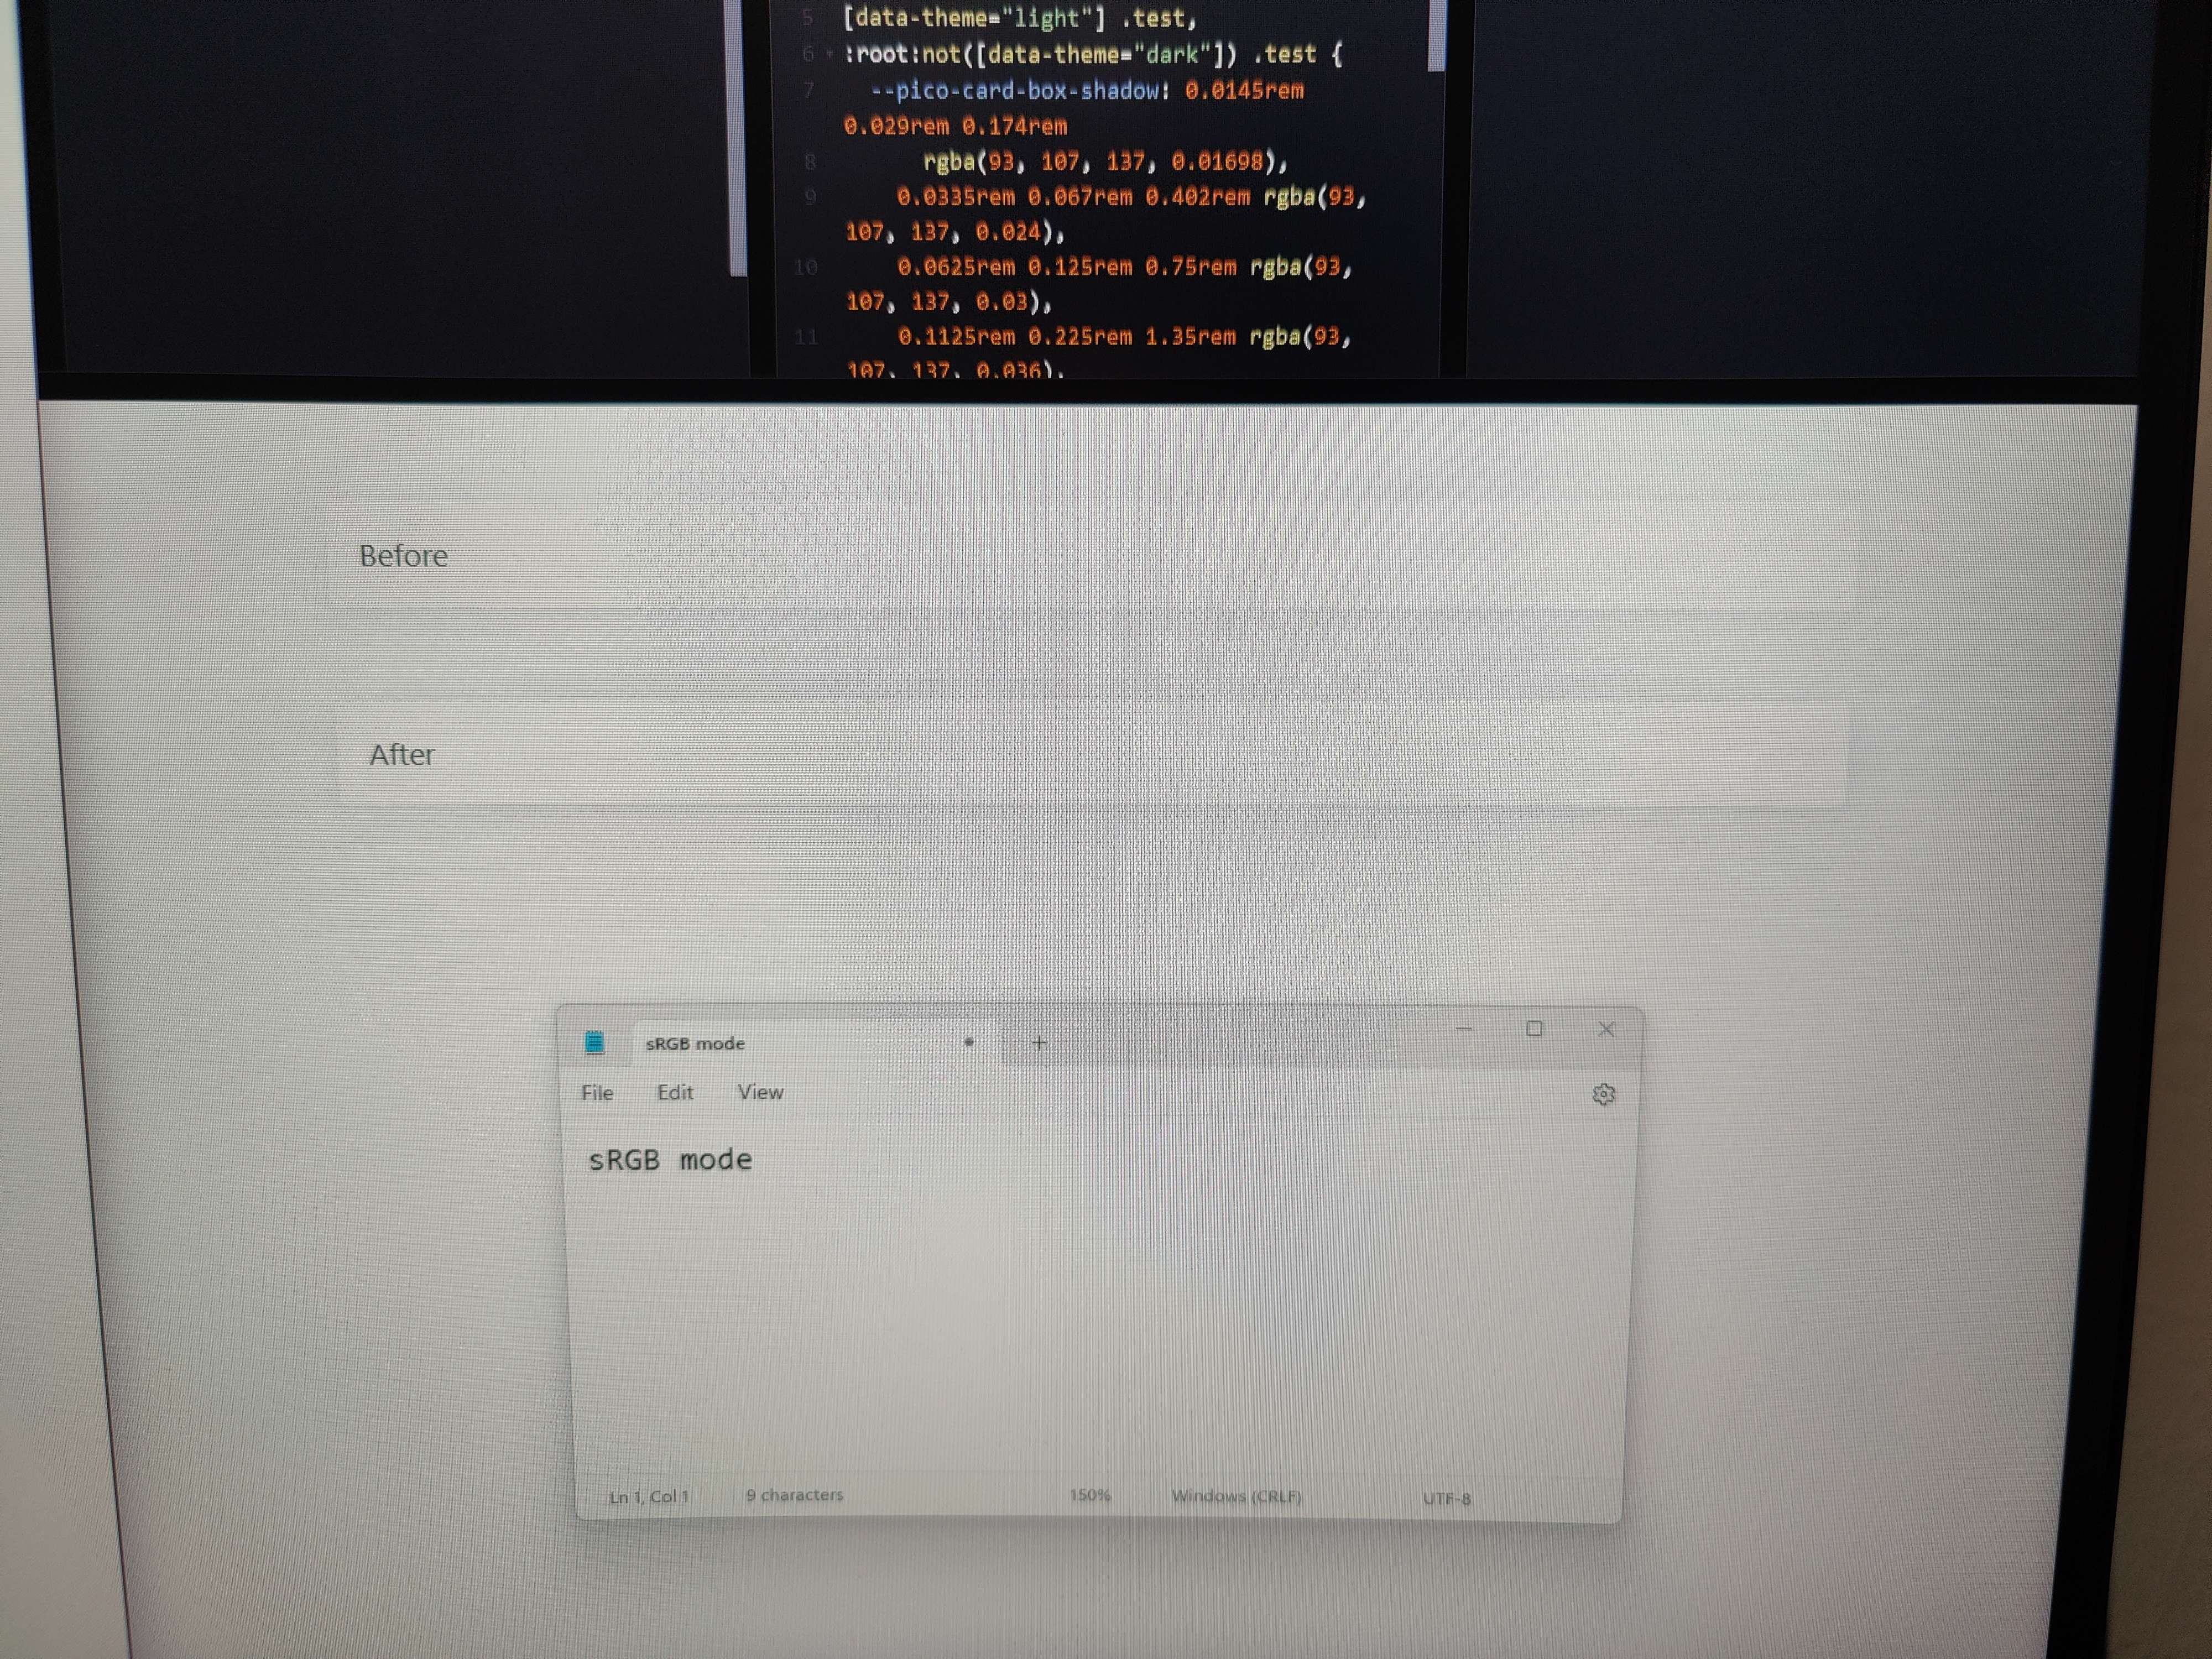 5 [data-theme="light"] .test,
6 :root:not([data-theme="dark"]) .test {
7 --pico-card-box-shadow: 0.0145rem
0.029rem 0.174rem
8 rgba(93, 107, 137, 0.01698),
9 0.0335rem 0.067rem 0.402rem rgba(93,
107, 137, 0.024),
10 0.0625rem 0.125rem 0.75rem rgba(93,
107, 137, 0.03),
11 0.1125rem 0.225rem 1.35rem rgba(93,
107, 137, 0.036),
Before
After
sRGB mode
File Edit View
sRGB mode
Ln 1, Col 1 9 characters 150% Windows (CRLF) UTF-8